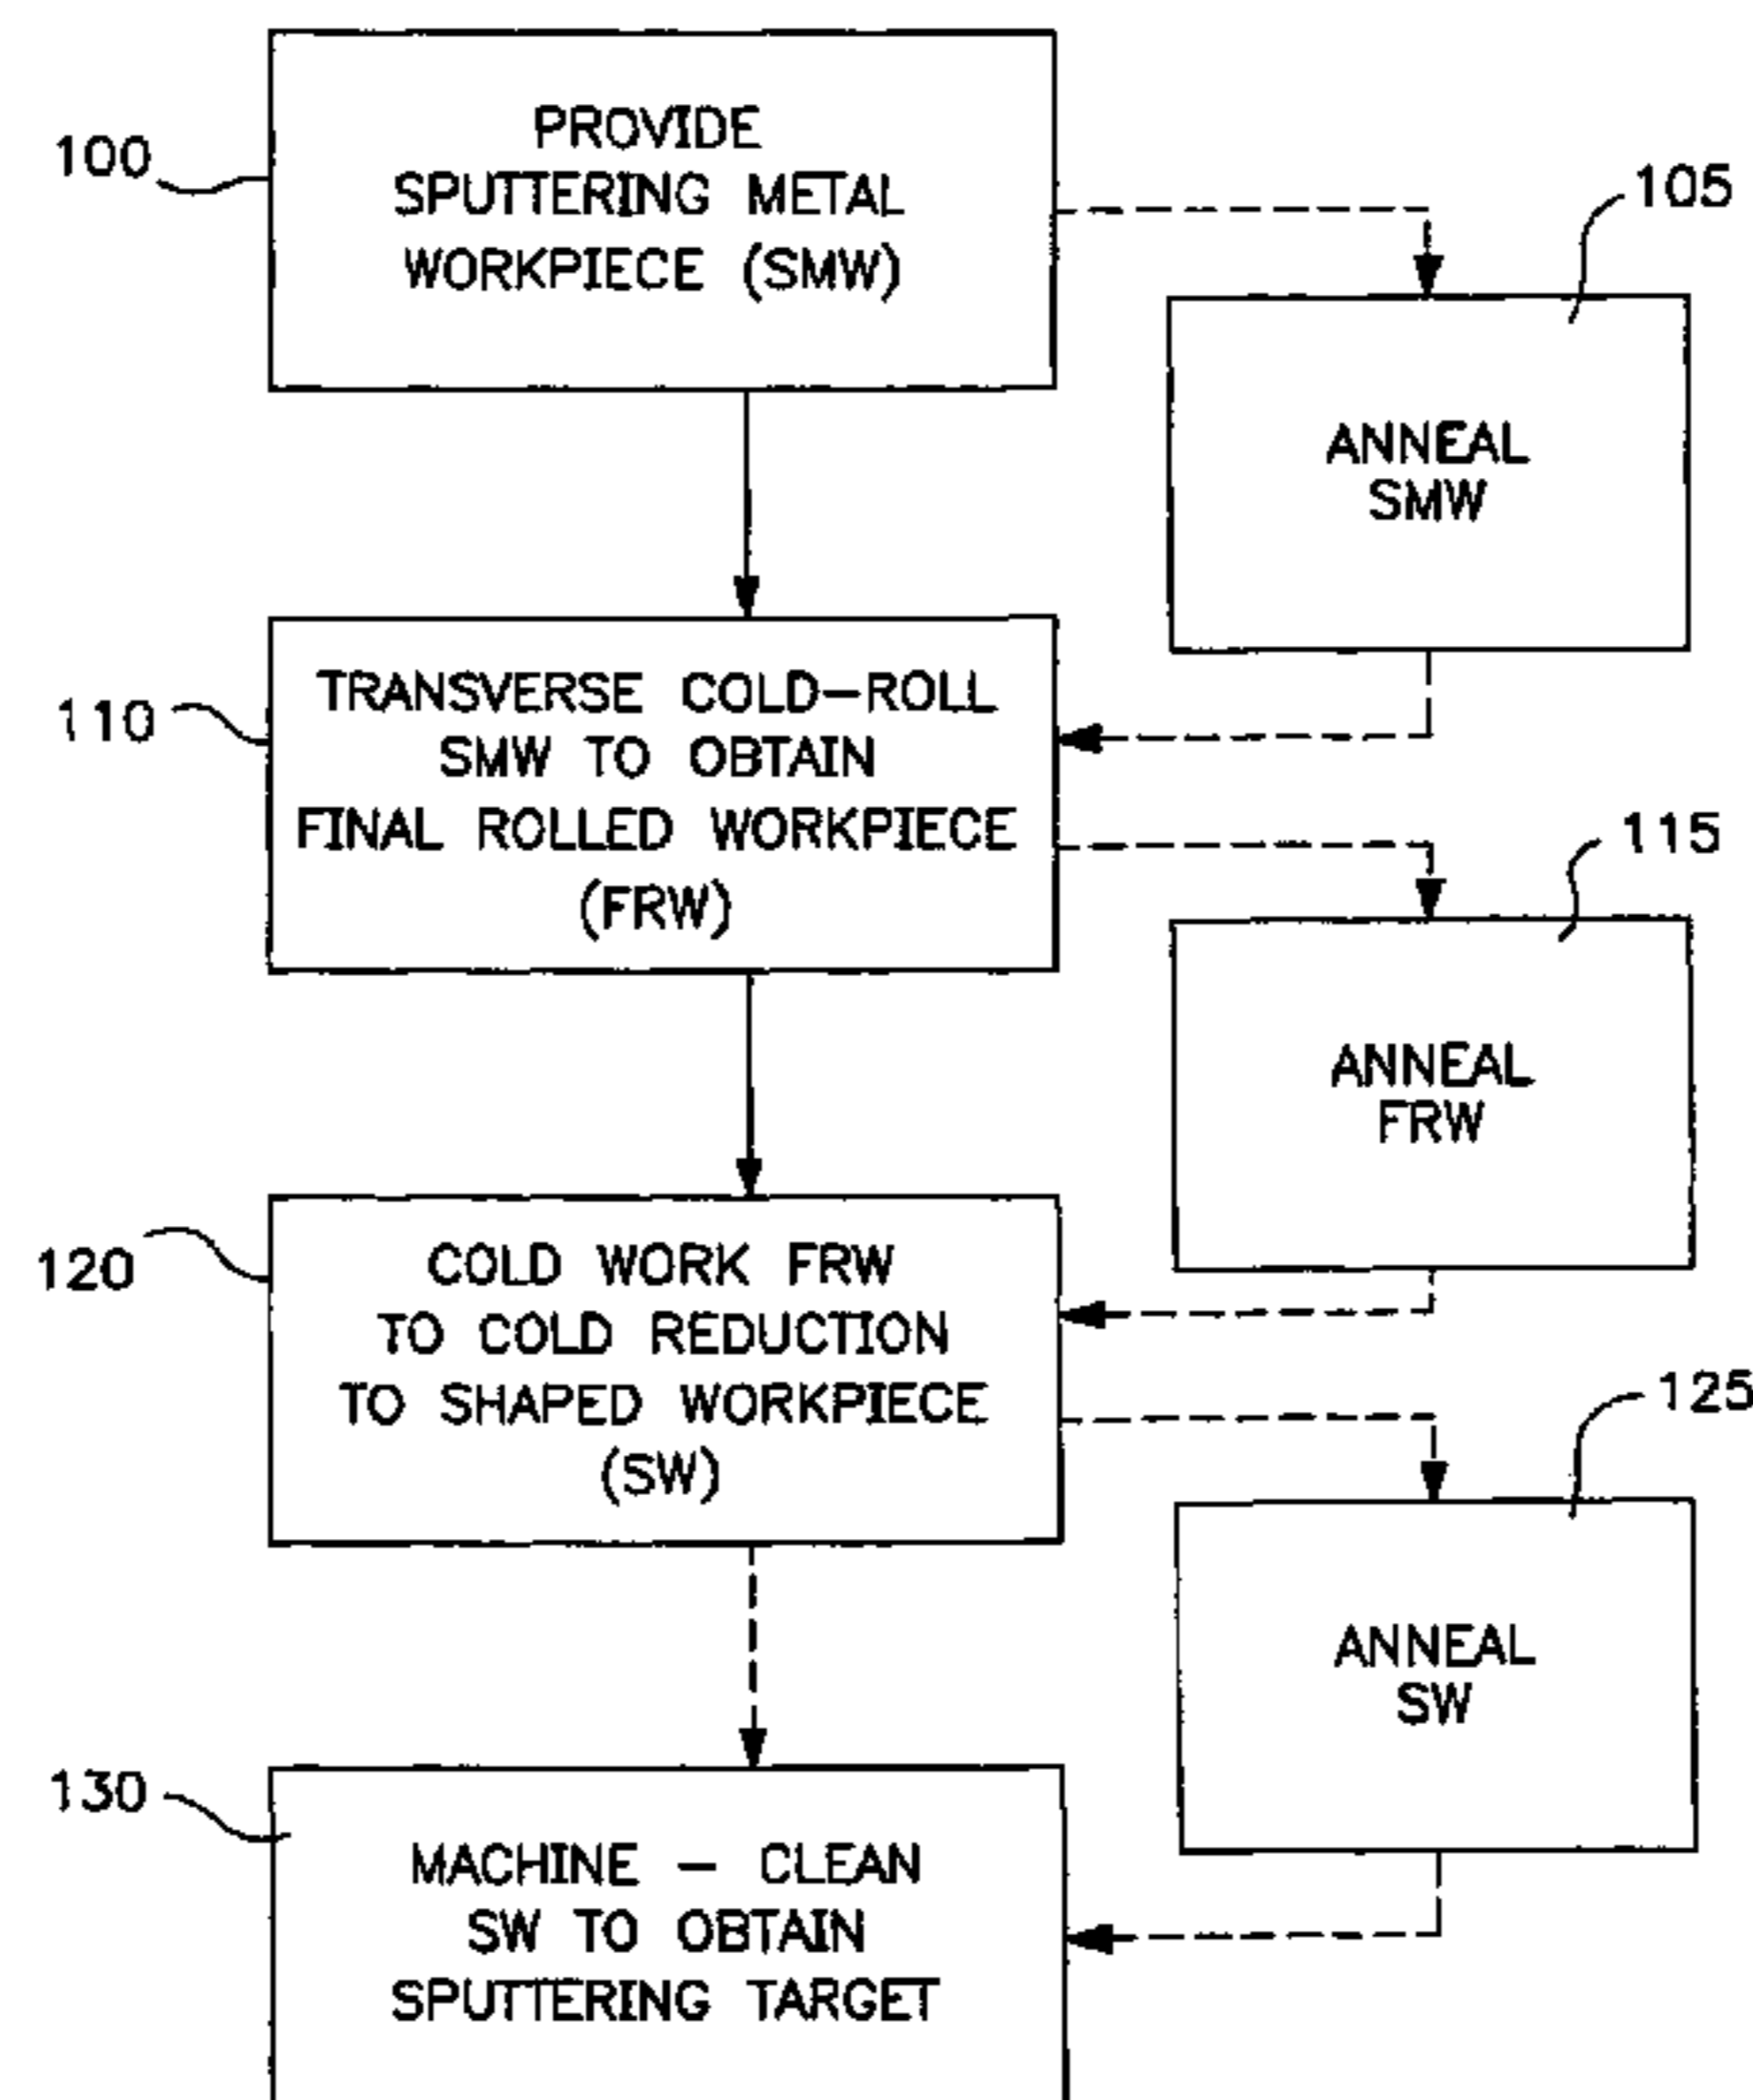 100
PROVIDE
SPUTTERING METAL
WORKPIECE (SMW)
105
ANNEAL
SMW
110
TRANSVERSE COLD-ROLL
SMW TO OBTAIN
FINAL ROLLED WORKPIECE
(FRW)
115
ANNEAL
FRW
120
COLD WORK FRW
TO COLD REDUCTION
TO SHAPED WORKPIECE
(SW)
125
ANNEAL
SW
130
MACHINE - CLEAN
SW TO OBTAIN
SPUTTERING TARGET